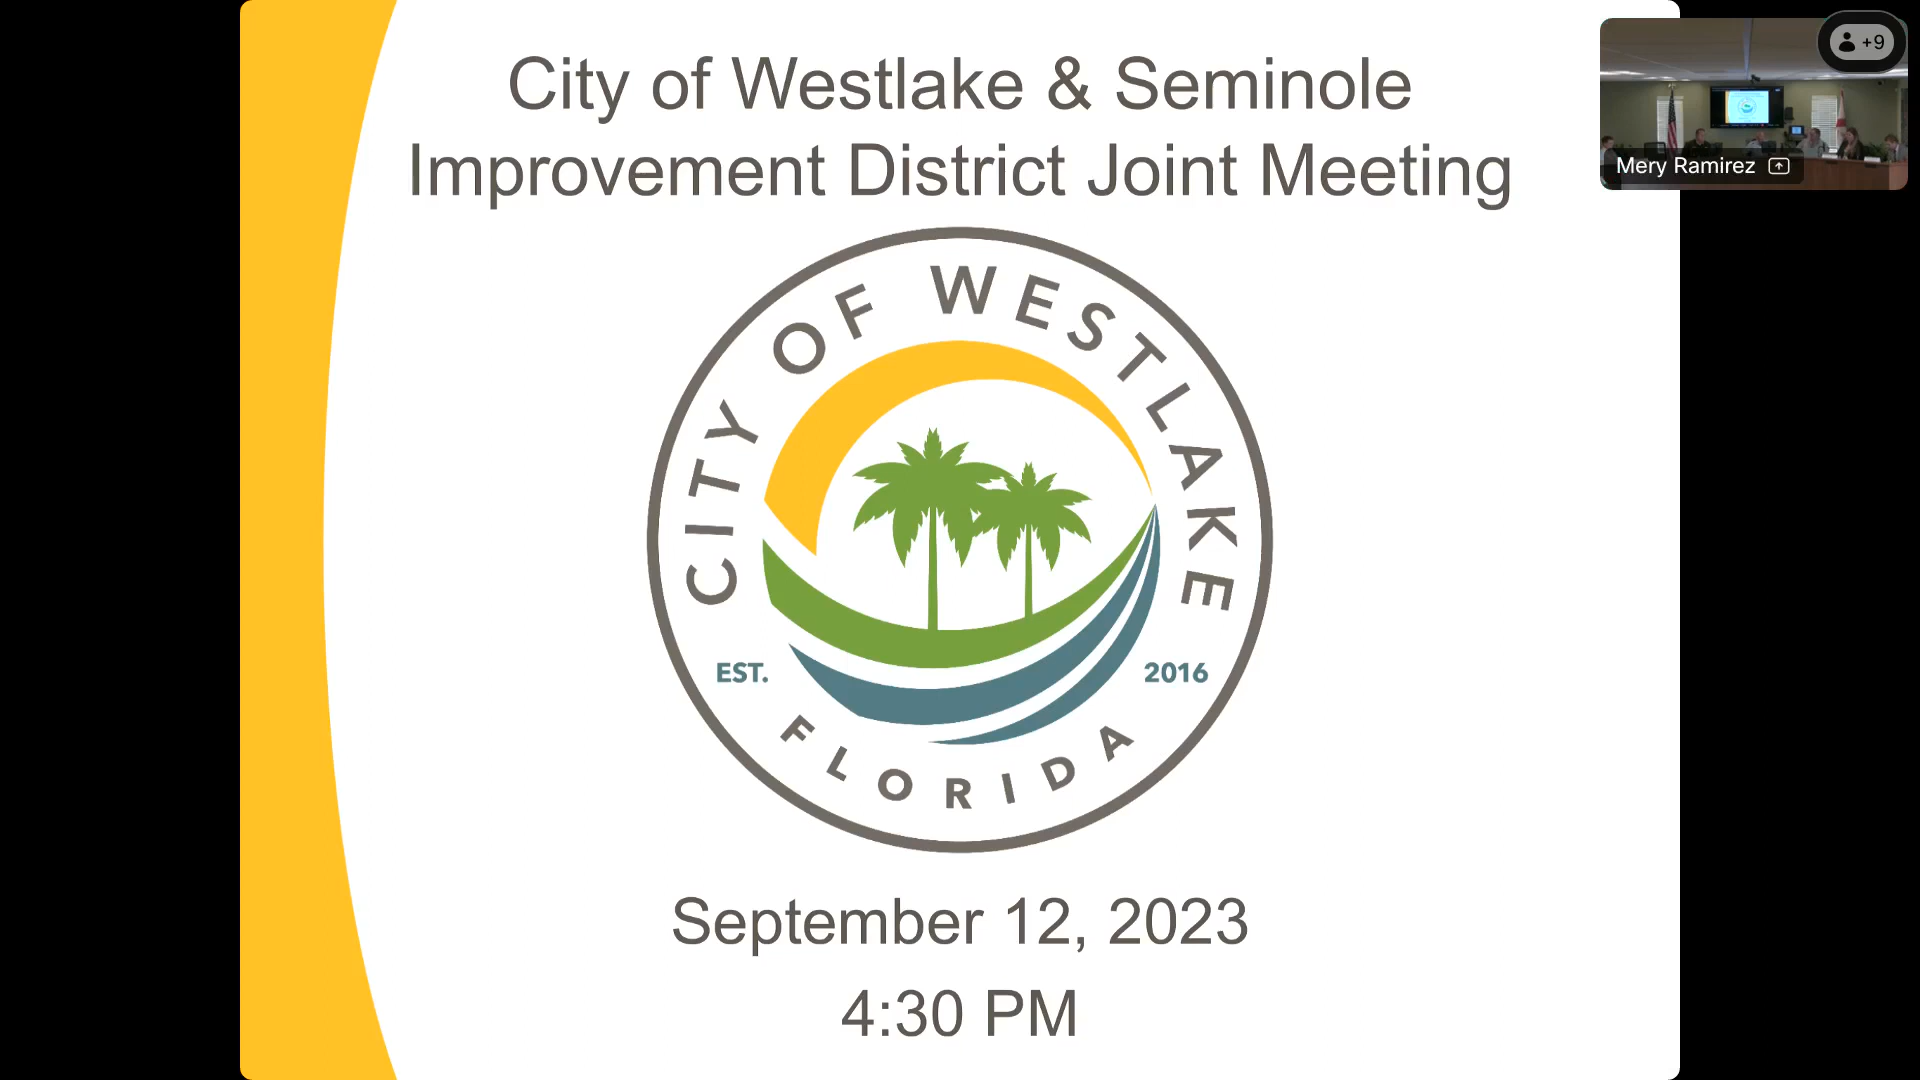 City of Westlake & Seminole
Improvement District Joint Meeting
+9
Mery Ramirez
CITY OF WESTLAKE
EST.
2016
FLORIDA
September 12, 2023
4:30 PM